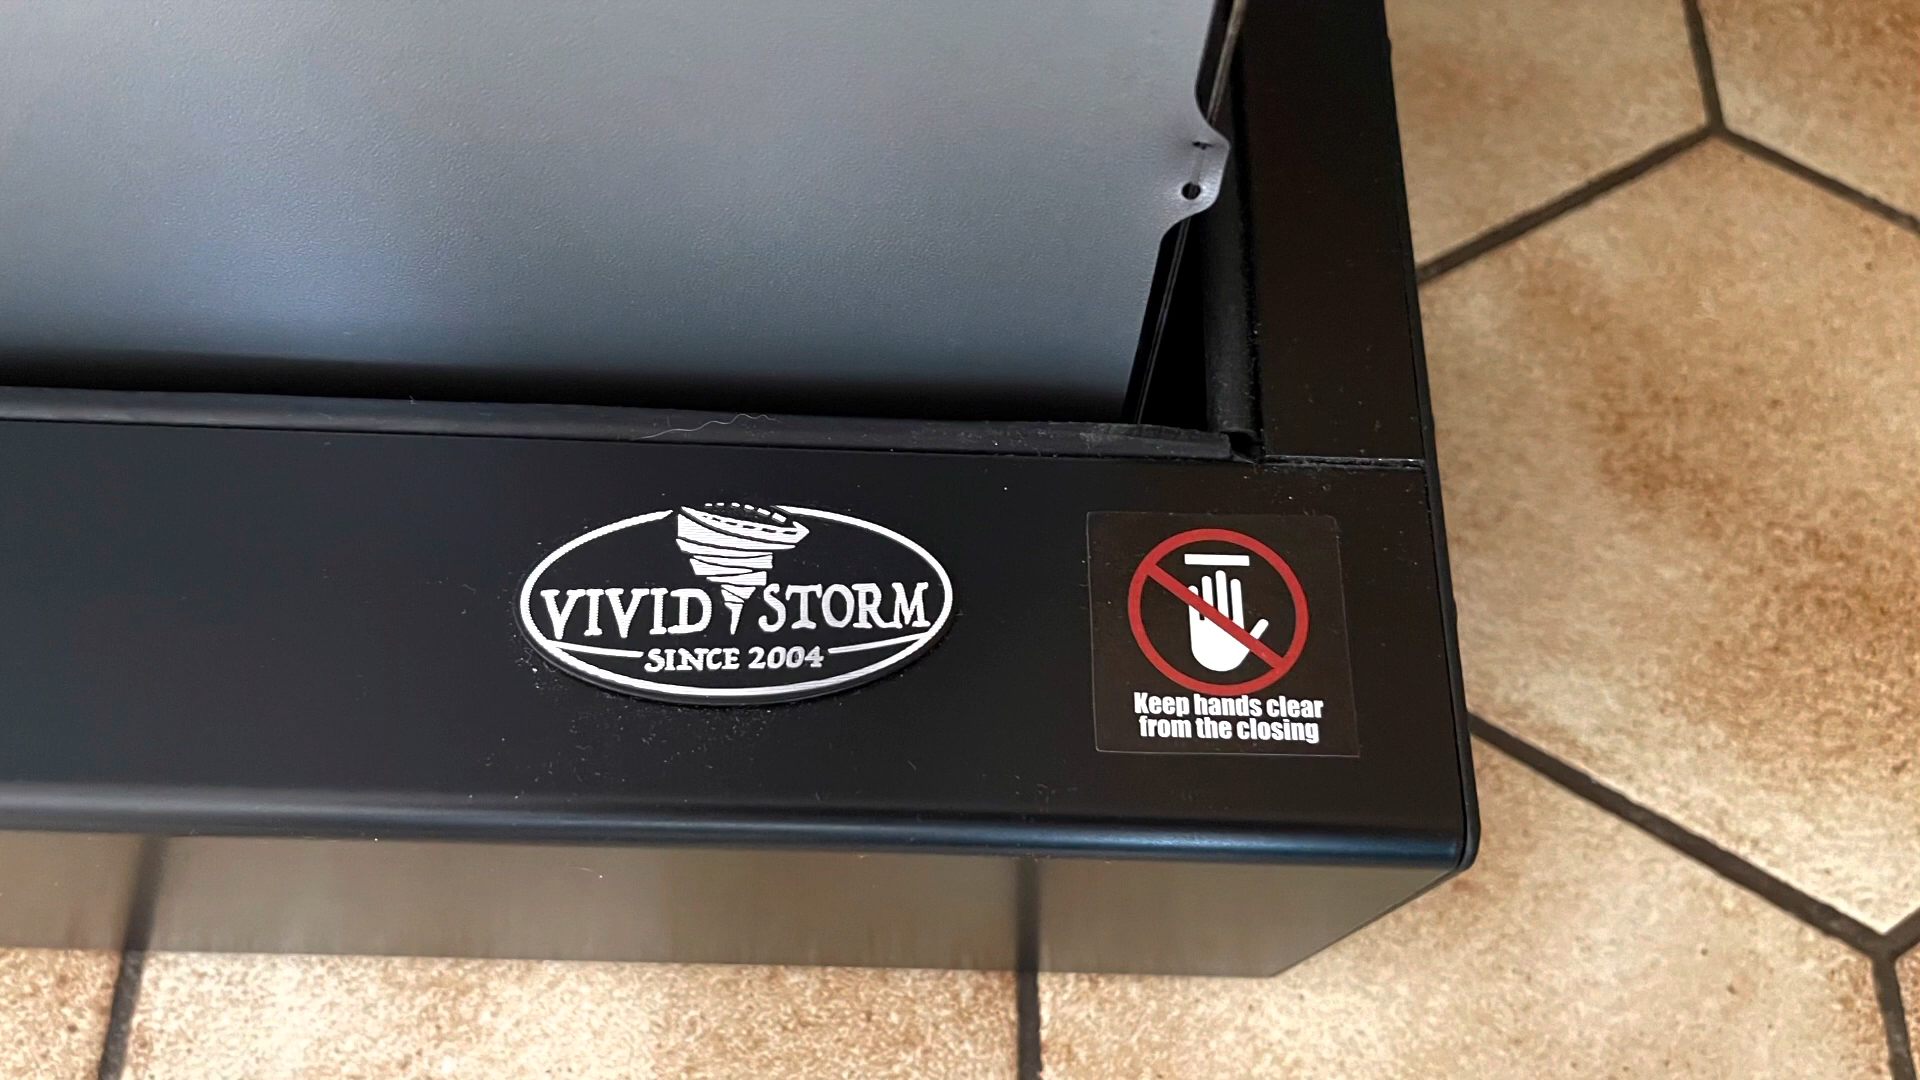 VIVID STORM
SINCE 2004
Keep hands clear
from the closing